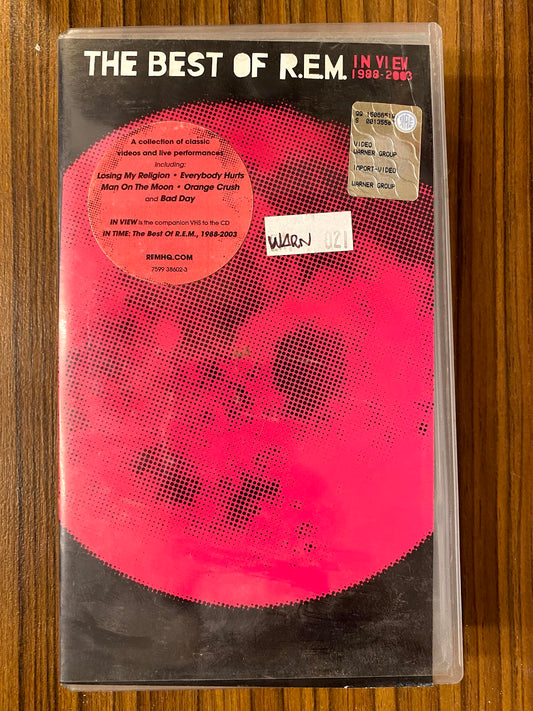 THE BEST OF R.E.M. IN VIEW
1988-2003
A collection of classic
videos and live performances
including:
Losing My Religion • Everybody Hurts
Man On The Moon • Orange Crush
and Bad Day
IN VIEW is the companion VHS to the CD
IN TIME: The Best Of R.E.M., 1988-2003
REMHQ.COM
7599 38602-3
WARN 021
VIDEO
WARNER GROUP
IMPORT-VIDEO
WARNER GROUP